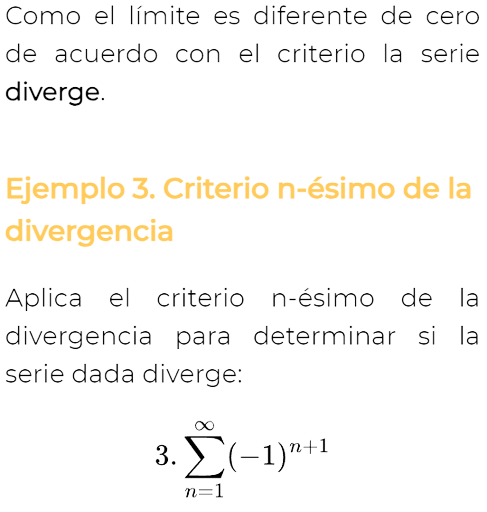 Como el límite es diferente de cero
de acuerdo con el criterio la serie
diverge.
Ejemplo 3. Criterio n-ésimo de la
divergencia
Aplica el criterio n-ésimo de la
divergencia para determinar si la
serie dada diverge:
3. ∑_{n=1}^{∞} (−1)^{n+1}